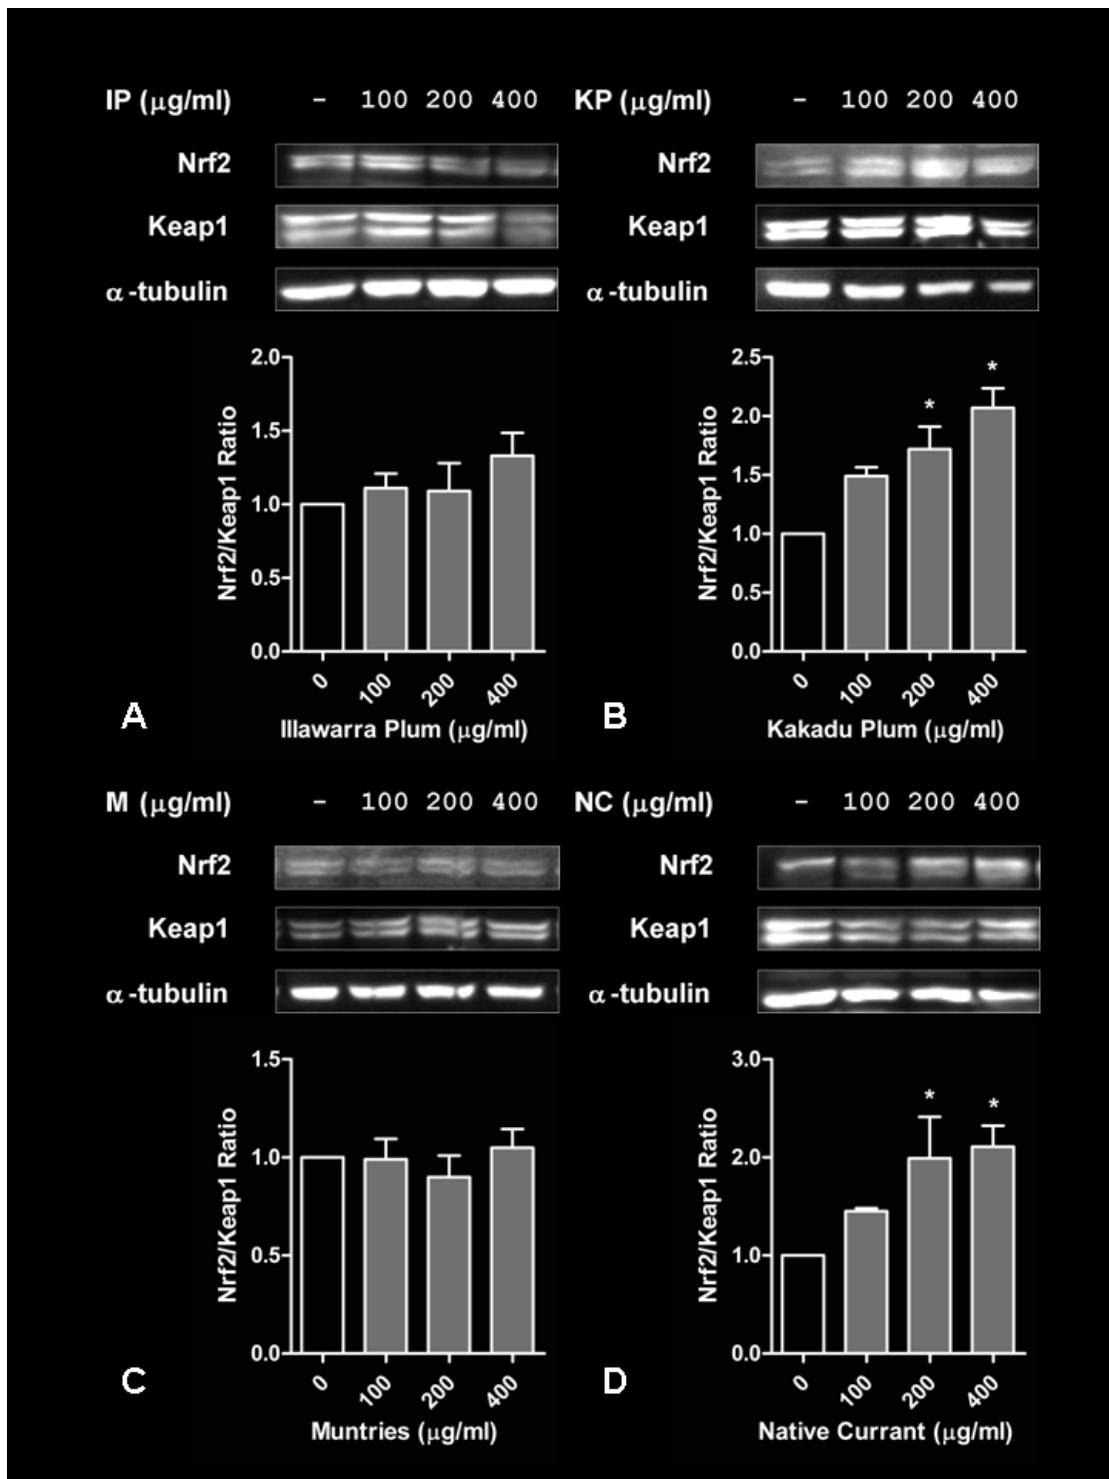 IP (μg/ml) - 100 200 400
Nrf2
Keap1
α-tubulin
2.0
1.5
1.0
0.5
0.0
Nrf2/Keap1 Ratio
0 100 200 400
Illawarra Plum (μg/ml)
A
KP (μg/ml) - 100 200 400
Nrf2
Keap1
α-tubulin
2.5
2.0
1.5
1.0
0.5
0.0
Nrf2/Keap1 Ratio
* *
0 100 200 400
Kakadu Plum (μg/ml)
B
M (μg/ml) - 100 200 400
Nrf2
Keap1
α-tubulin
1.5
1.0
0.5
0.0
Nrf2/Keap1 Ratio
0 100 200 400
Muntries (μg/ml)
C
NC (μg/ml) - 100 200 400
Nrf2
Keap1
α-tubulin
3.0
2.0
1.0
0.0
Nrf2/Keap1 Ratio
* *
0 100 200 400
Native Currant (μg/ml)
D